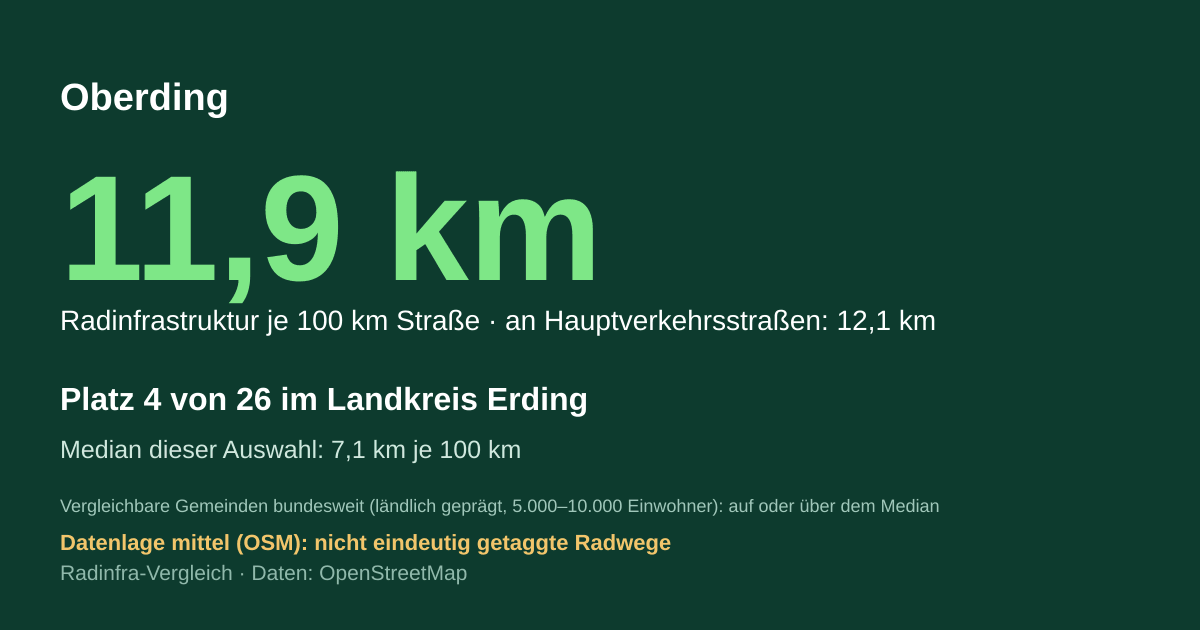 Oberding
11,9 km
Radinfrastruktur je 100 km Straße · an Hauptverkehrsstraßen: 12,1 km
Platz 4 von 26 im Landkreis Erding
Median dieser Auswahl: 7,1 km je 100 km
Vergleichbare Gemeinden bundesweit (ländlich geprägt, 5.000–10.000 Einwohner): auf oder über dem Median
Datenlage mittel (OSM): nicht eindeutig getaggte Radwege
Radinfra-Vergleich · Daten: OpenStreetMap